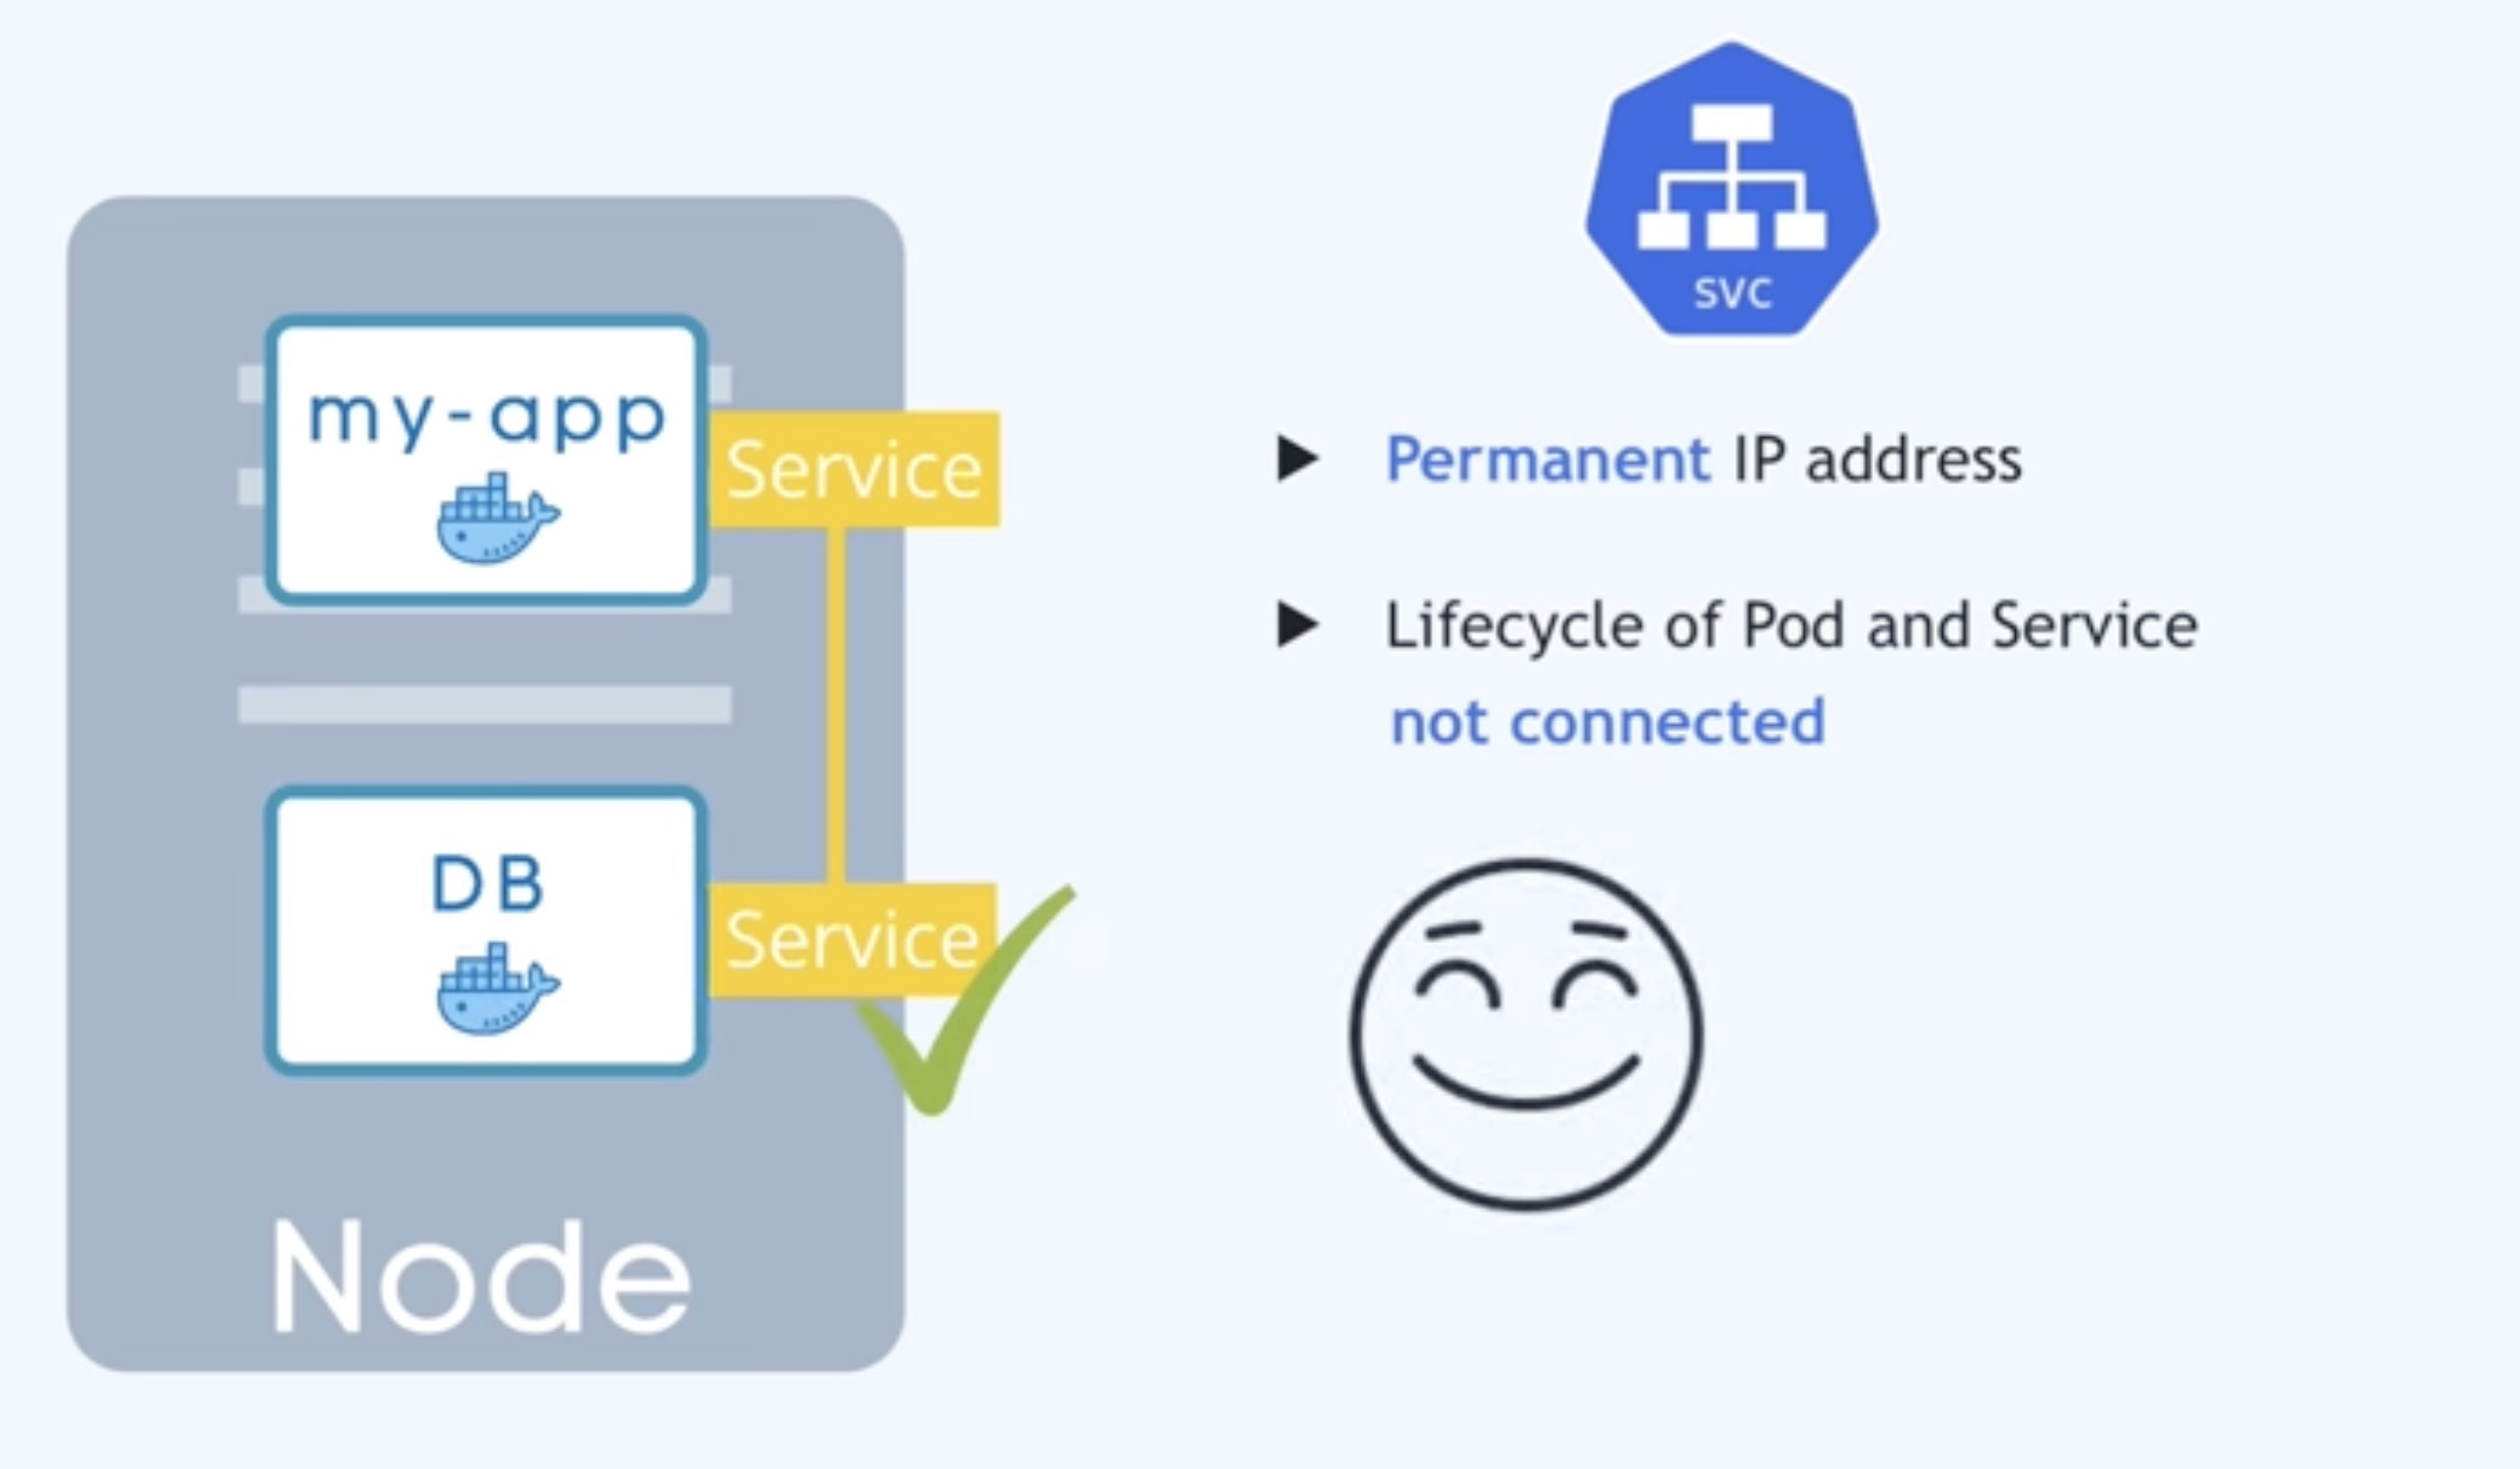 my-app
Service
DB
Service
Node
svc
Permanent IP address
Lifecycle of Pod and Service
not connected